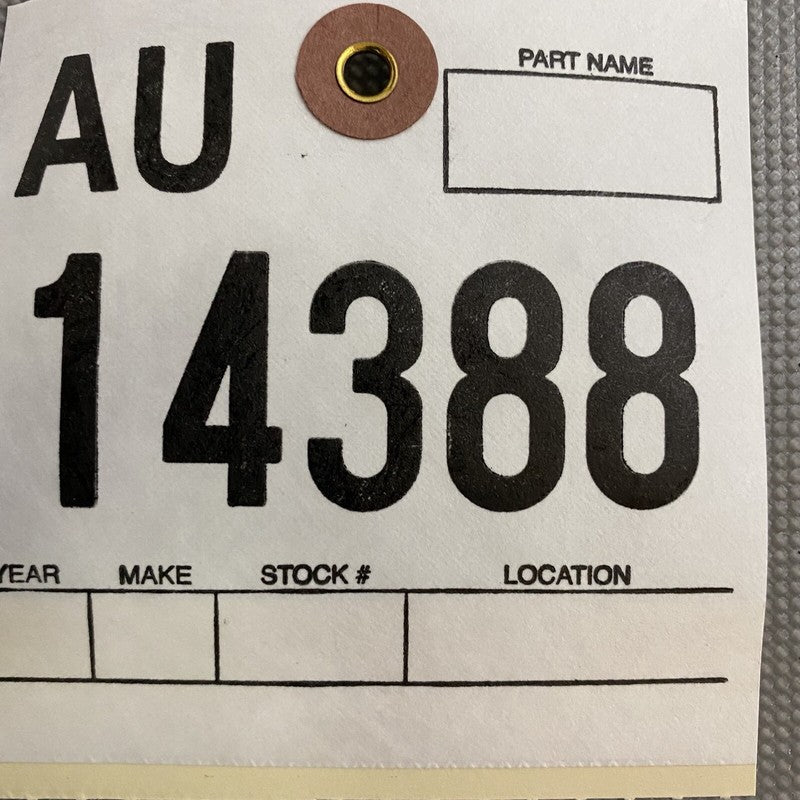 AU
PART NAME
14388
YEAR MAKE STOCK # LOCATION